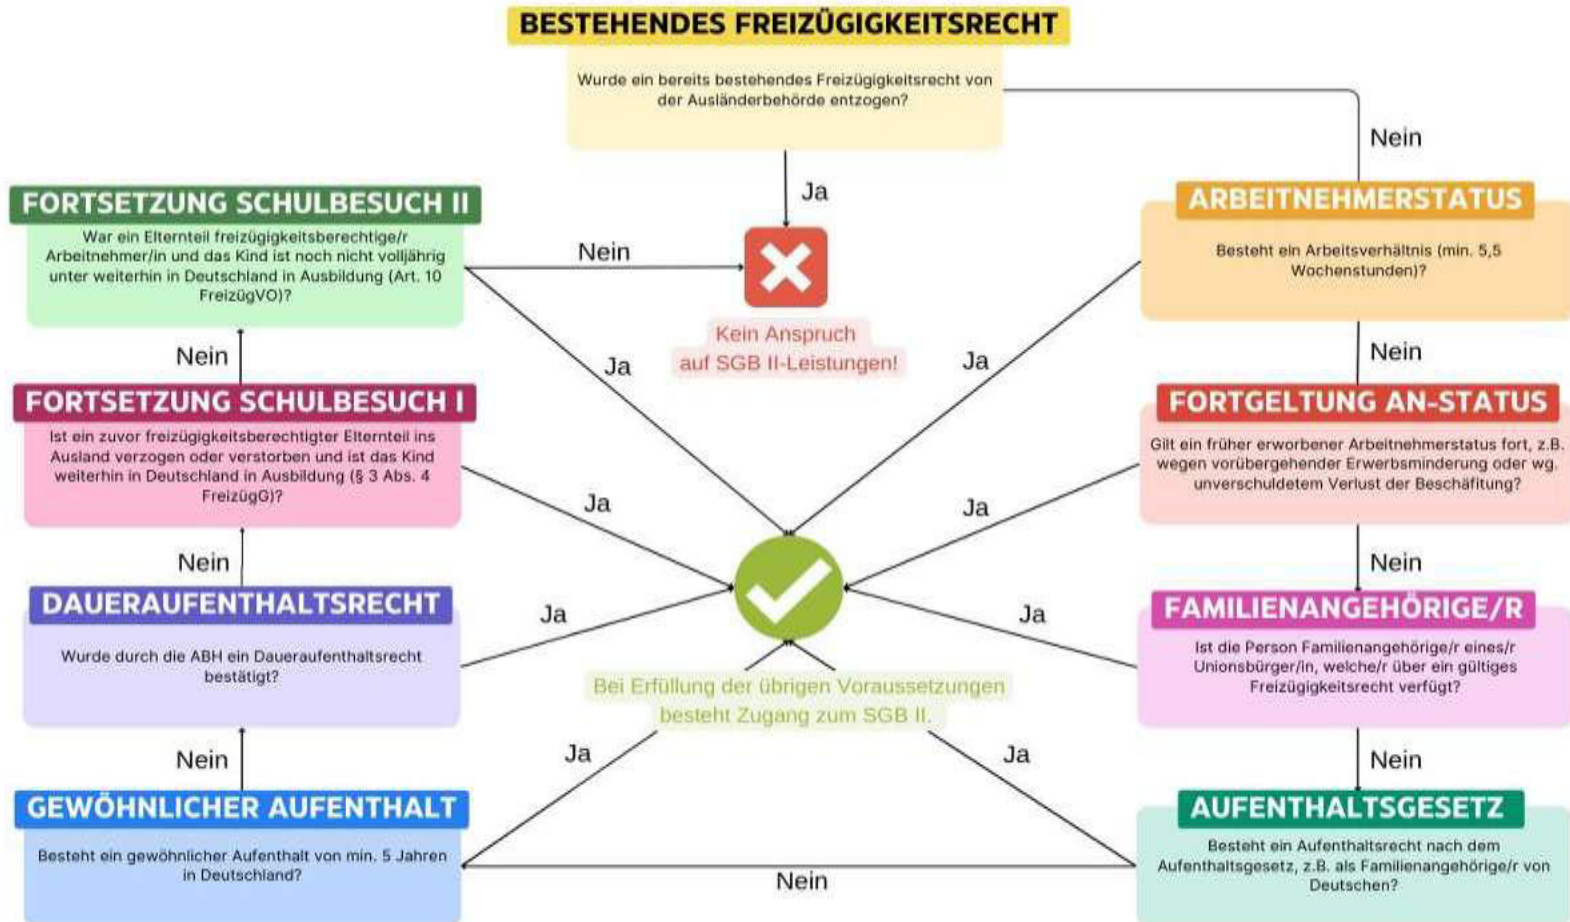 BESTEHENDES FREIZÜGIGKEITSRECHT
Wurde ein bereits bestehendes Freizügigkeitsrecht von
der Ausländerbehörde entzogen?
Nein
Ja
ARBEITNEHMERSTATUS
Besteht ein Arbeitsverhältnis (min. 5,5
Wochenstunden)?
Ja
Nein
FORTGELTUNG AN-STATUS
Gilt ein früher erworbener Arbeitnehmerstatus fort, z.B.
wegen vorübergehender Erwerbsminderung oder wg.
unverschuldetem Verlust der Beschäfitung?
Ja
Nein
FAMILIENANGEHÖRIGE/R
Ist die Person Familienangehörige/r eines/r
Unionsbürger/in, welche/r über ein gültiges
Freizügigkeitsrecht verfügt?
Ja
Nein
AUFENTHALTSGESETZ
Besteht ein Aufenthaltsrecht nach dem
Aufenthaltsgesetz, z.B. als Familienangehörige/r von
Deutschen?
Ja
Nein
GEWÖHNLICHER AUFENTHALT
Besteht ein gewöhnlicher Aufenthalt von min. 5 Jahren
in Deutschland?
Ja
Nein
DAUERAUFENTHALTSRECHT
Wurde durch die ABH ein Daueraufenthaltsrecht
bestätigt?
Ja
Nein
FORTSETZUNG SCHULBESUCH I
Ist ein zuvor freizügigkeitsberechtigter Elternteil ins
Ausland verzogen oder verstorben und ist das Kind
weiterhin in Deutschland in Ausbildung (§ 3 Abs. 4
FreizügG)?
Ja
Nein
FORTSETZUNG SCHULBESUCH II
War ein Elternteil freizügigkeitsberechtige/r
Arbeitnehmer/in und das Kind ist noch nicht volljährig
unter weiterhin in Deutschland in Ausbildung (Art. 10
FreizügVO)?
Nein
Ja
Kein Anspruch
auf SGB II-Leistungen!
Bei Erfüllung der übrigen Voraussetzungen
besteht Zugang zum SGB II.